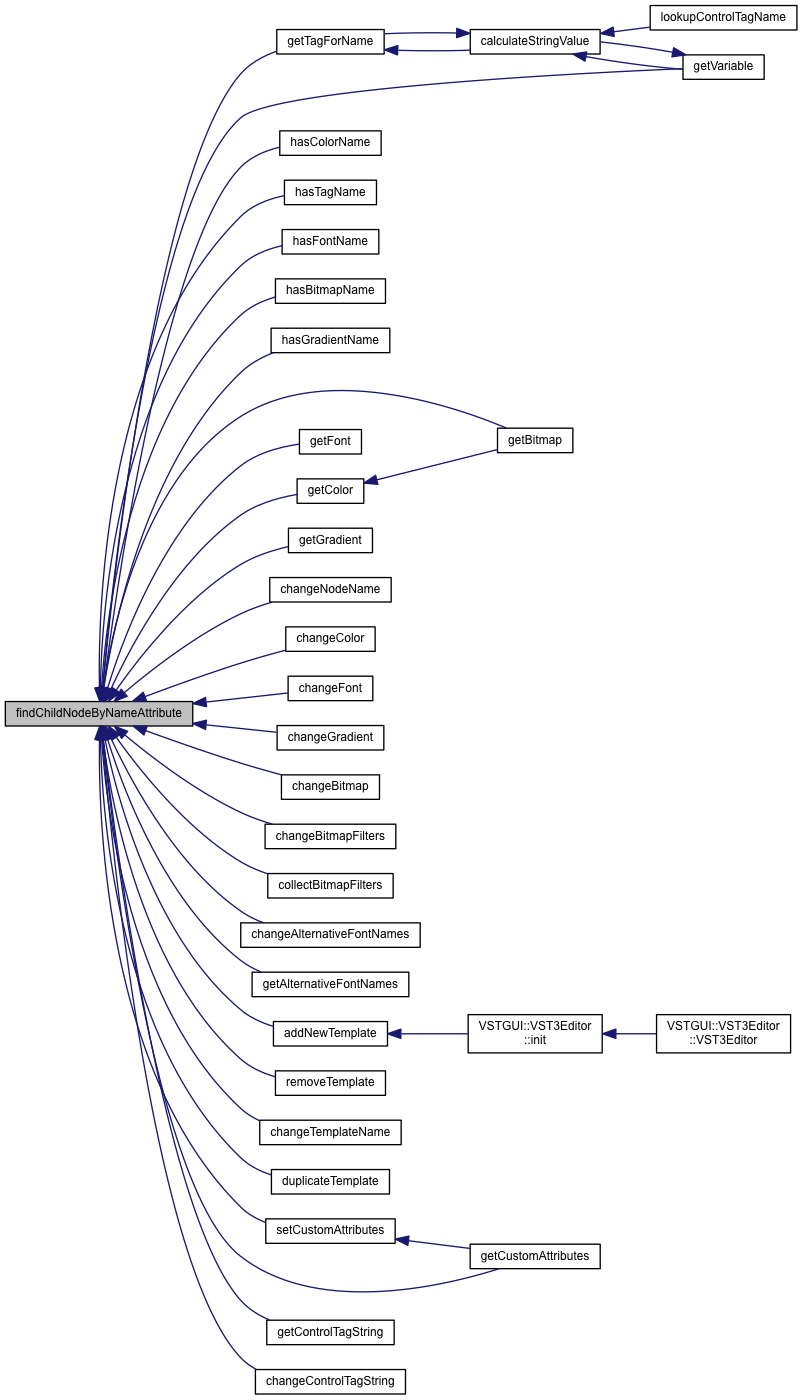 lookupControlTagName
getTagForName
calculateStringValue
getVariable
hasColorName
hasTagName
hasFontName
hasBitmapName
hasGradientName
getFont
getBitmap
getColor
getGradient
changeNodeName
changeColor
changeFont
findChildNodeByNameAttribute
changeGradient
changeBitmap
changeBitmapFilters
collectBitmapFilters
changeAlternativeFontNames
getAlternativeFontNames
addNewTemplate
VSTGUI::VST3Editor
::init
VSTGUI::VST3Editor
::VST3Editor
removeTemplate
changeTemplateName
duplicateTemplate
setCustomAttributes
getCustomAttributes
getControlTagString
changeControlTagString